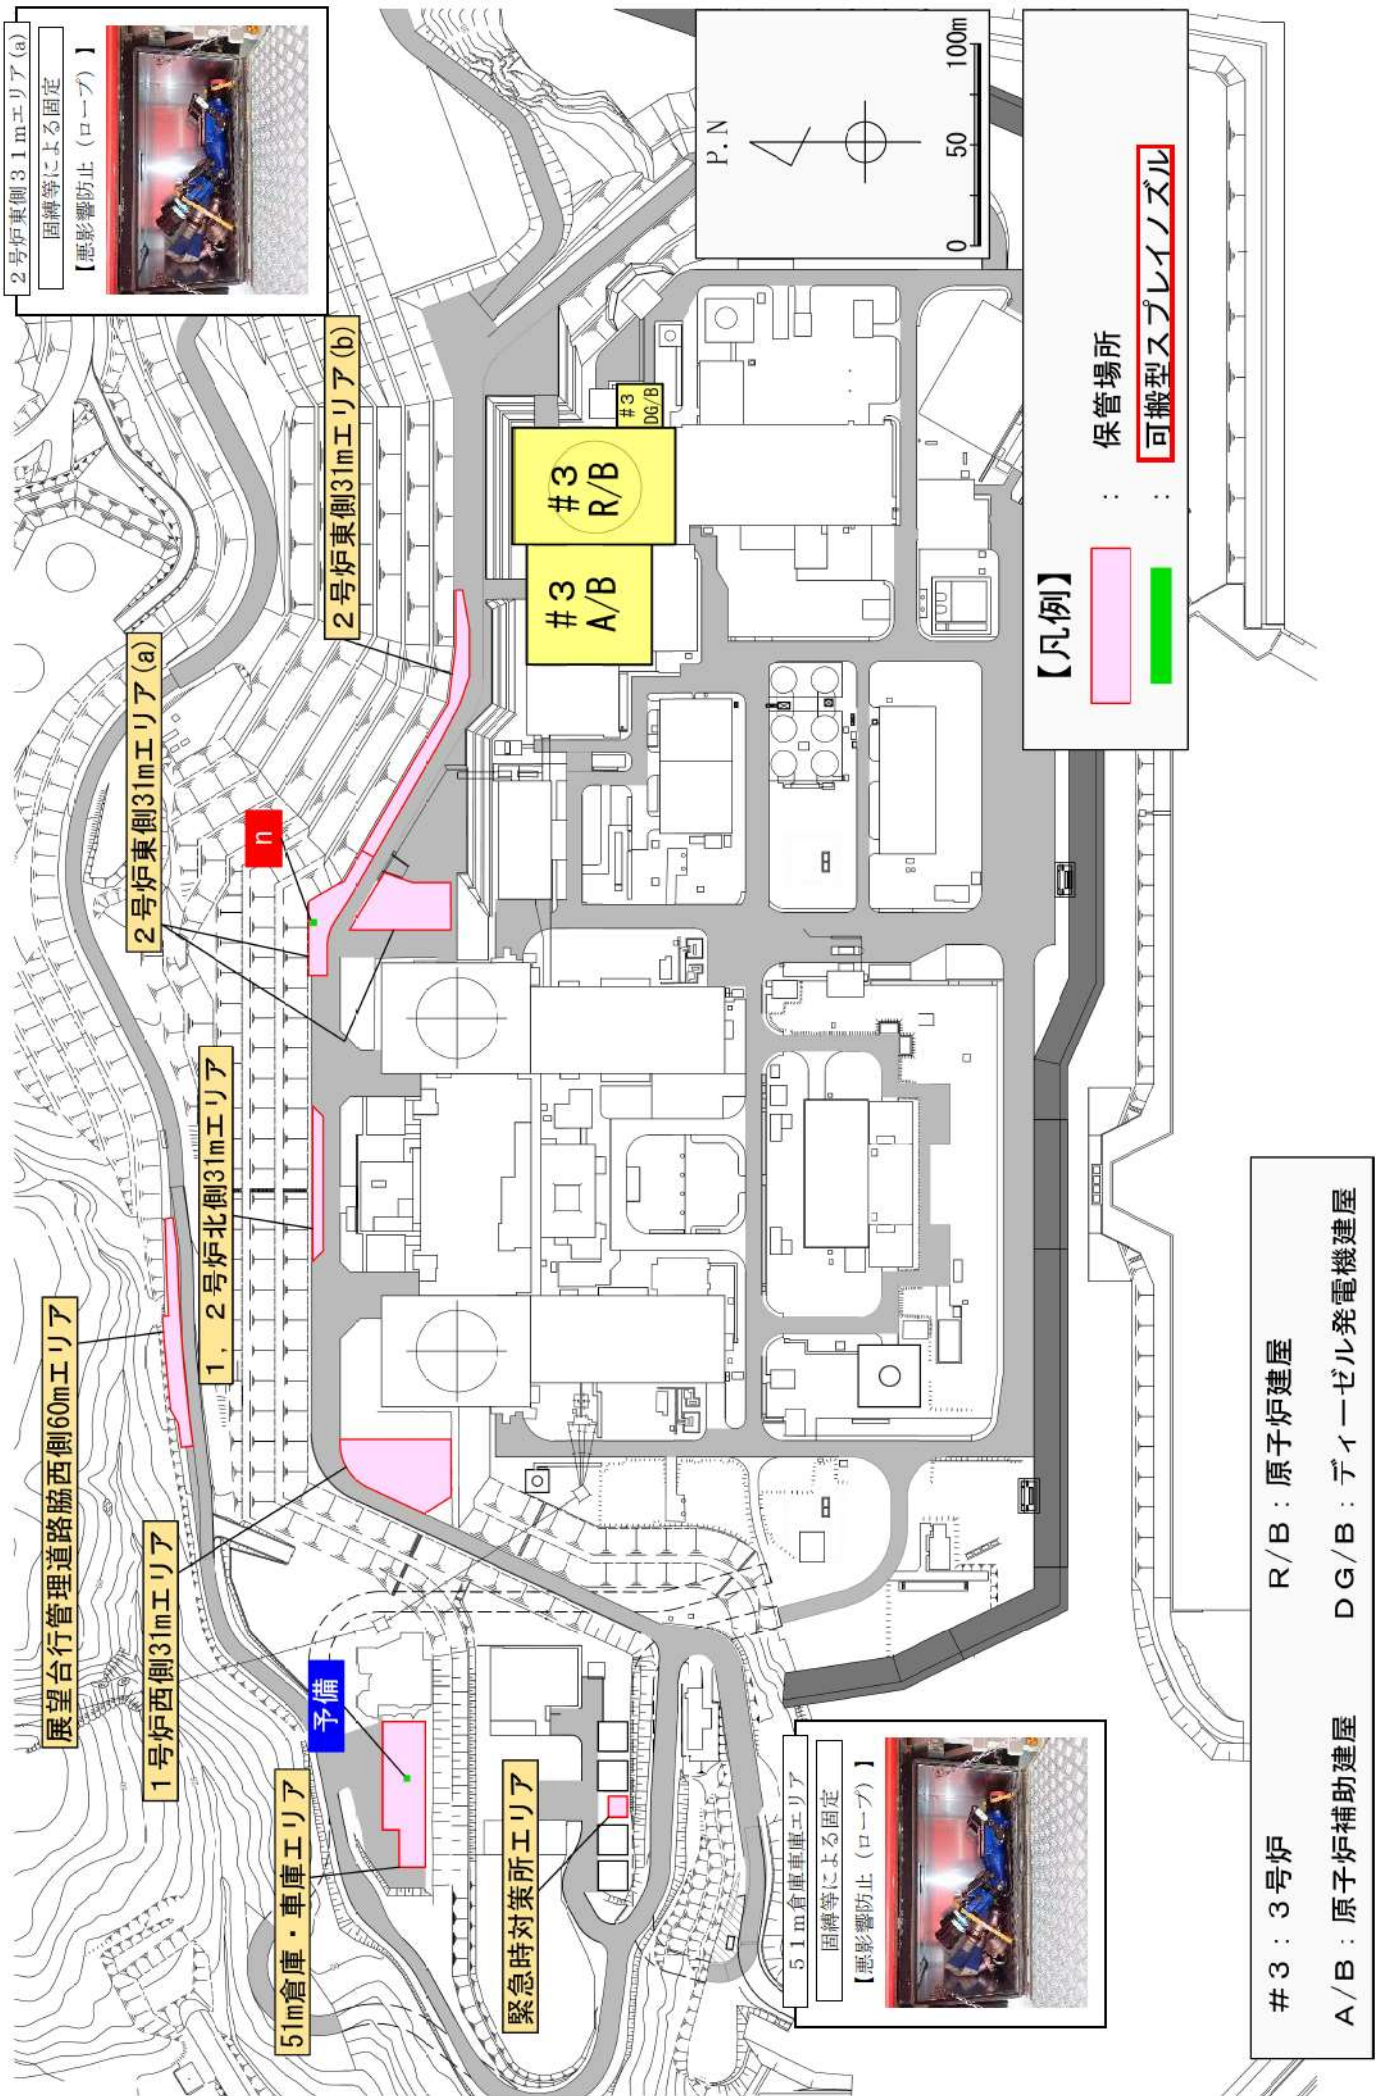 展望台行管理道路脇西側60mエリア
1号炉西側31mエリア
1，2号炉北側31mエリア
2号炉東側31mエリア(a)
2号炉東側31mエリア(b)
51m倉庫・車庫エリア
緊急時対策所エリア
予備
n
2号炉東側31mエリア(a)
固縛等による固定
【悪影響防止（ロープ）】
#3
A/B
#3
R/B
#3
DG/B
P.N
0 50 100m
51m倉庫車庫エリア
固縛等による固定
【悪影響防止（ロープ）】
【凡例】
： 保管場所
： 可搬型スプレイノズル
#3：3号炉 R/B：原子炉建屋
A/B：原子炉補助建屋 DG/B：ディーゼル発電機建屋